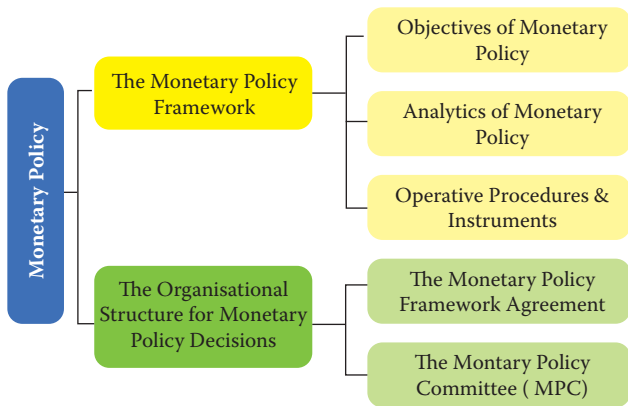 Monetary Policy
The Monetary Policy
Framework
Objectives of Monetary
Policy
Analytics of Monetary
Policy
Operative Procedures &
Instruments
The Organisational
Structure for Monetary
Policy Decisions
The Monetary Policy
Framework Agreement
The Montary Policy
Committee ( MPC)